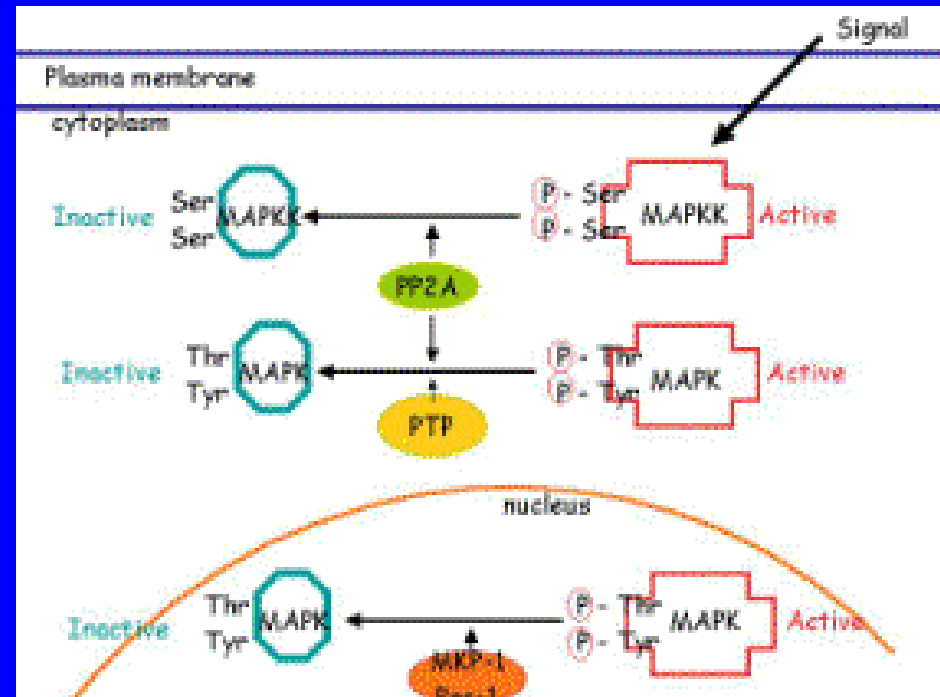 Signal
Plasma membrane
cytoplasm
Inactive Ser MAPKK P - Ser MAPKK Active
Ser P - Ser
PP2A
Inactive Thr MAPK P - Thr MAPK Active
Tyr P - Tyr
PTP
nucleus
Inactive Thr MAPK P - Thr MAPK Active
Tyr P - Tyr
MKP-1